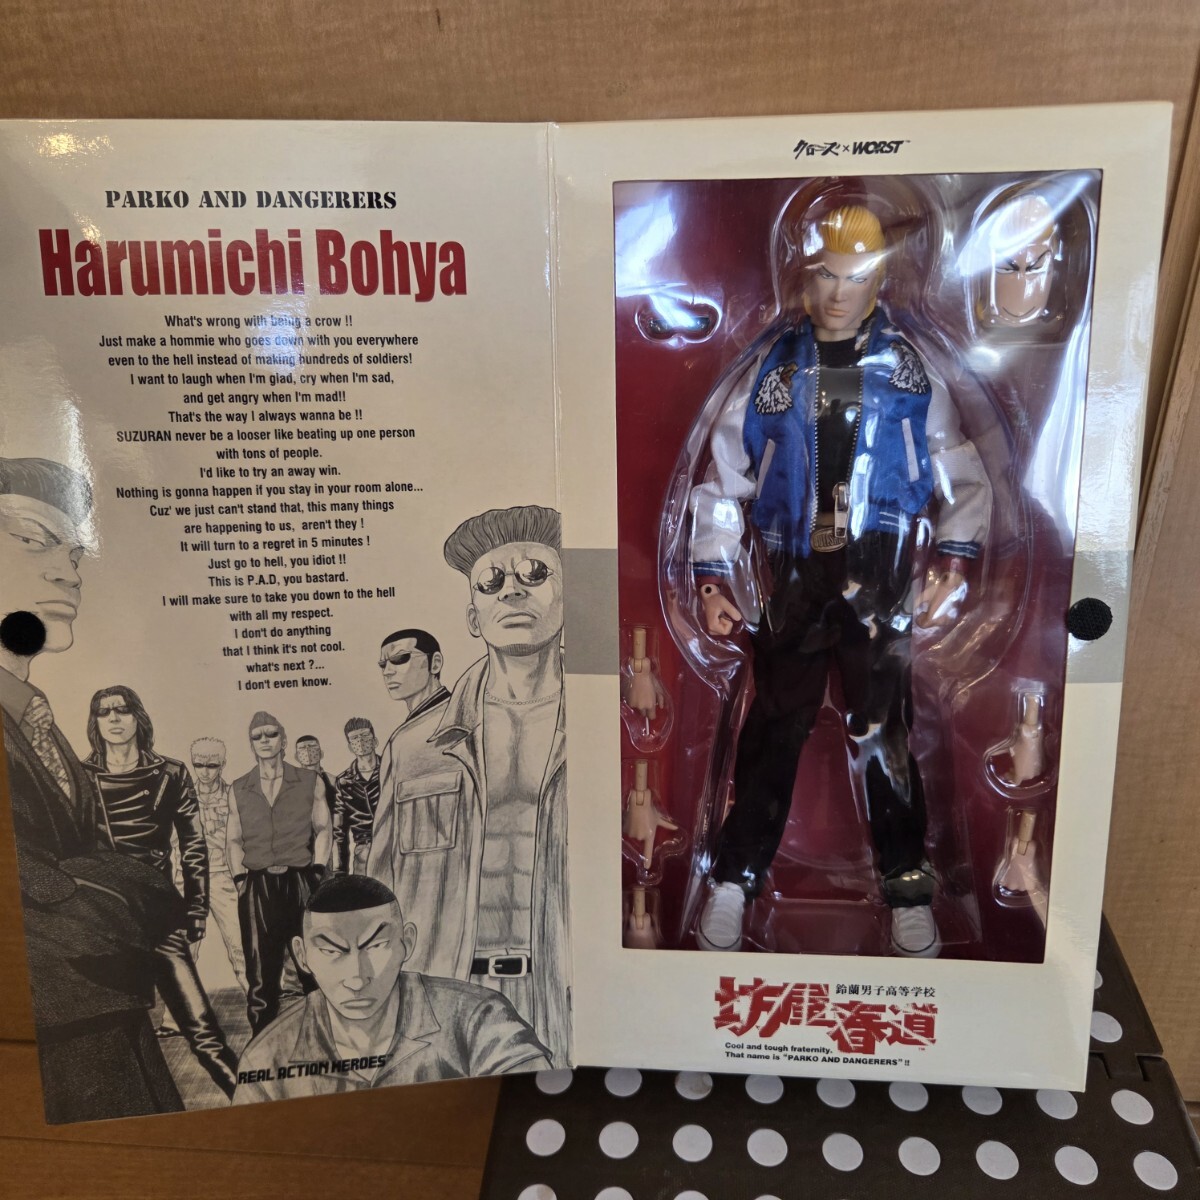 PARKO AND DANGERERS
Harumichi Bohya
What's wrong with being a crow !!
Just make a hommie who goes down with you everywhere
even to the hell instead of making hundreds of soldiers!
I want to laugh when I'm glad, cry when I'm sad,
and get angry when I'm mad!!
That's the way I always wanna be !!
SUZURAN never be a looser like beating up one person
with tons of people.
I'd like to try an away win.
Nothing is gonna happen if you stay in your room alone...
Cuz' we just can't stand that, this many things
are happening to us, aren't they !
It will turn to a regret in 5 minutes !
Just go to hell, you idiot !!
This is P.A.D, you bastard.
I will make sure to take you down to the hell
with all my respect.
I don't do anything
that I think it's not cool.
what's next ?...
I don't even know.
REAL ACTION HEROES
クローズ×WORST™
鈴蘭男子高等学校
坊屋春道™
Cool and tough fraternity.
That name is "PARKO AND DANGERERS" !!